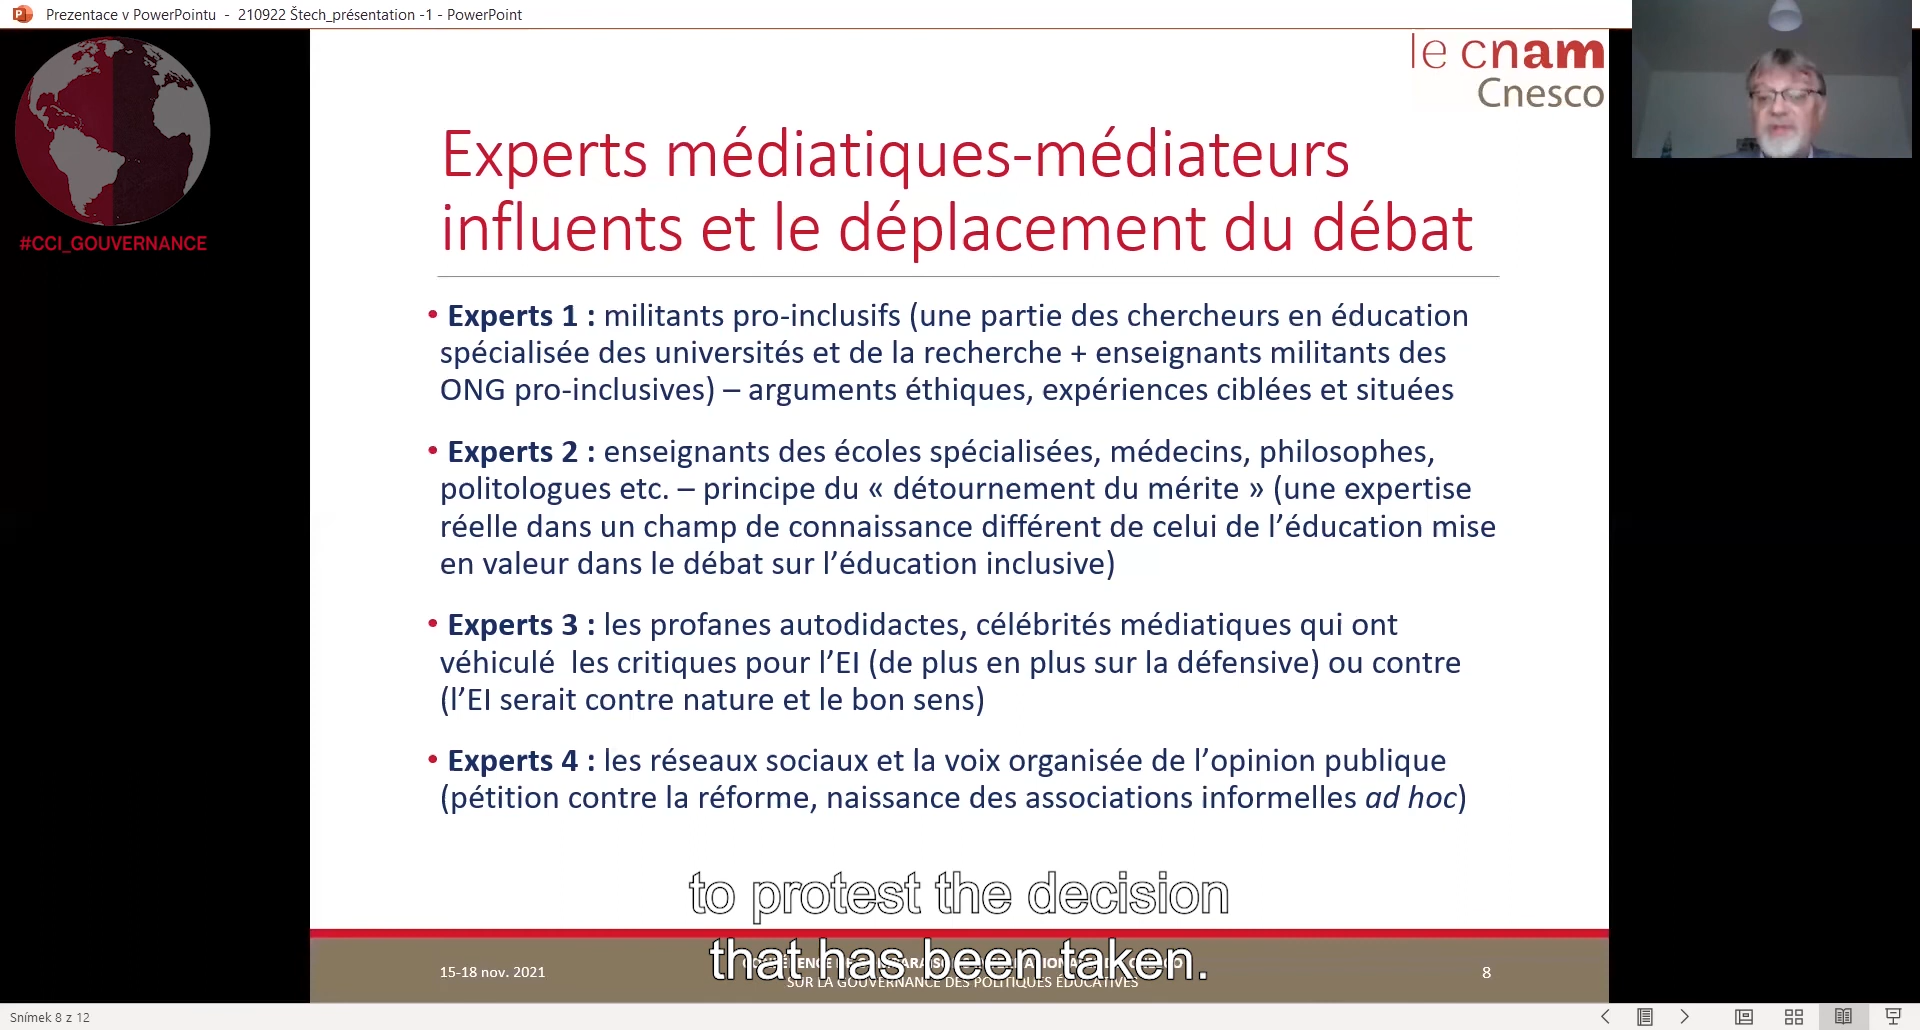 Prezentace v PowerPointu - 210922 Štech_présentation -1 - PowerPoint
le cnam
Cnesco
#CCI_GOUVERNANCE
Experts médiatiques-médiateurs
influents et le déplacement du débat
• Experts 1 : militants pro-inclusifs (une partie des chercheurs en éducation
spécialisée des universités et de la recherche + enseignants militants des
ONG pro-inclusives) – arguments éthiques, expériences ciblées et situées
• Experts 2 : enseignants des écoles spécialisées, médecins, philosophes,
politologues etc. – principe du « détournement du mérite » (une expertise
réelle dans un champ de connaissance différent de celui de l’éducation mise
en valeur dans le débat sur l’éducation inclusive)
• Experts 3 : les profanes autodidactes, célébrités médiatiques qui ont
véhiculé les critiques pour l’EI (de plus en plus sur la défensive) ou contre
(l’EI serait contre nature et le bon sens)
• Experts 4 : les réseaux sociaux et la voix organisée de l’opinion publique
(pétition contre la réforme, naissance des associations informelles ad hoc)
to protest the decision
that has been taken.
15-18 nov. 2021
SUR LA GOUVERNANCE DES POLITIQUES ÉDUCATIVES
8
Snímek 8 z 12